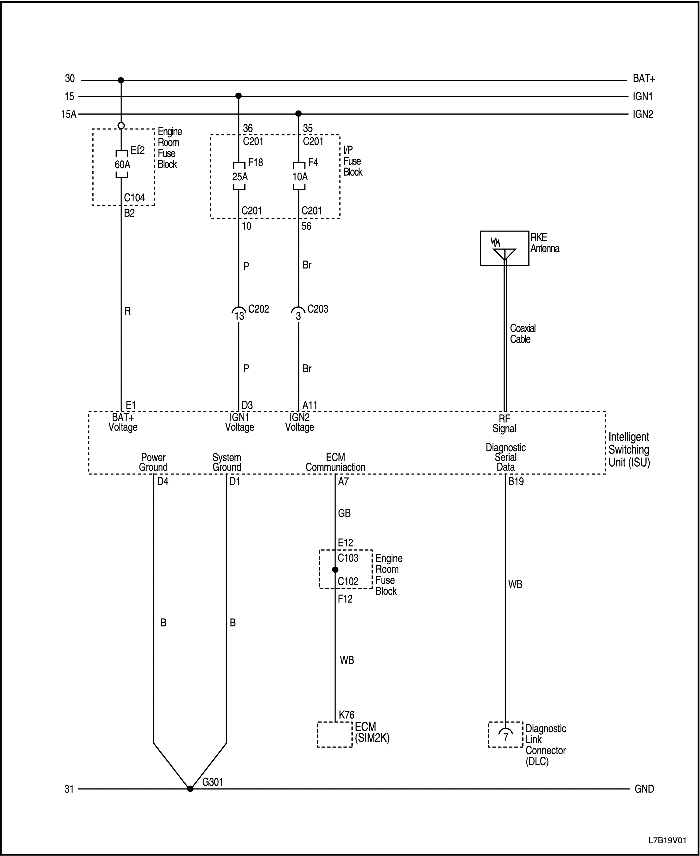 30 BAT+
15 IGN1
15A IGN2
Engine
Room
Fuse
Block
Ef2
60A
C104
B2
36 35
C201 C201
I/P
Fuse
Block
F18 F4
25A 10A
C201 C201
10 56
RKE
Antenna
P Br
R
C202 C203
13 3
Coaxial
Cable
P Br
E1 D3 A11
BAT+
Voltage
IGN1
Voltage
IGN2
Voltage
RF
Signal
Intelligent
Switching
Unit (ISU)
Power
Ground
System
Ground
ECM
Communiaction
Diagnostic
Serial
Data
D4 D1 A7 B19
GB
E12
C103
C102
Engine
Room
Fuse
Block
F12
WB
B B
WB
K76
ECM
(SIM2K)
7
Diagnostic
Link
Connector
(DLC)
G301
31 GND
L7B19V01